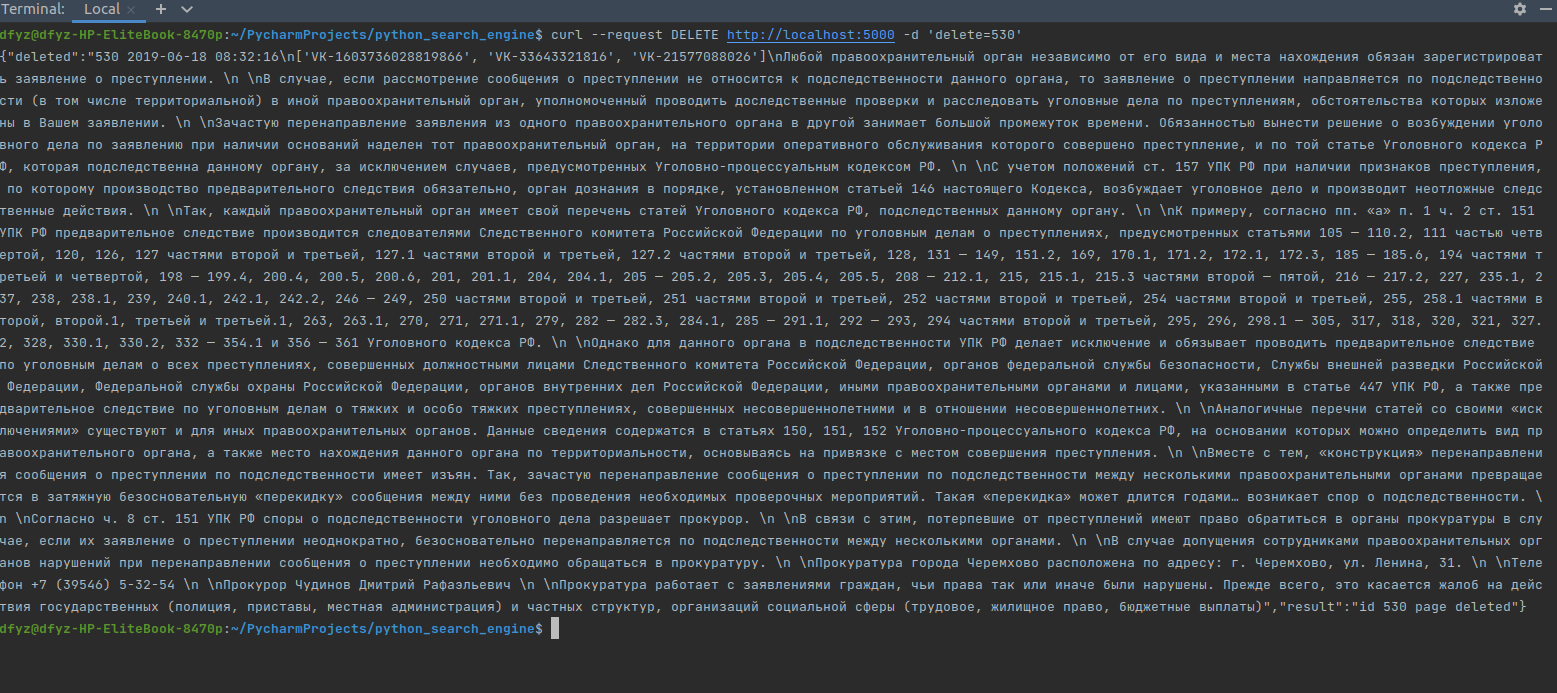 Terminal: Local × +
dfyz@dfyz-HP-EliteBook-8470p:~/PycharmProjects/python_search_engine$ curl --request DELETE http://localhost:5000 -d 'delete=530'
{"deleted":"530 2019-06-18 08:32:16\n['VK-1603736028819866', 'VK-33643321816', 'VK-21577088026']\nЛюбой правоохранительный орган независимо от его вида и места нахождения обязан зарегистрироват
ь заявление о преступлении. \n \nВ случае, если рассмотрение сообщения о преступлении не относится к подследственности данного органа, то заявление о преступлении направляется по подследственно
сти (в том числе территориальной) в иной правоохранительный орган, уполномоченный проводить доследственные проверки и расследовать уголовные дела по преступлениям, обстоятельства которых изложе
ны в Вашем заявлении. \n \nЗачастую перенаправление заявления из одного правоохранительного органа в другой занимает большой промежуток времени. Обязанностью вынести решение о возбуждении уголо
вного дела по заявлению при наличии оснований наделен тот правоохранительный орган, на территории оперативного обслуживания которого совершено преступление, и по той статье Уголовного кодекса Р
Ф, которая подследственна данному органу, за исключением случаев, предусмотренных Уголовно-процессуальным кодексом РФ. \n \nС учетом положений ст. 157 УПК РФ при наличии признаков преступления,
по которому производство предварительного следствия обязательно, орган дознания в порядке, установленном статьей 146 настоящего Кодекса, возбуждает уголовное дело и производит неотложные следс
твенные действия. \n \nТак, каждый правоохранительный орган имеет свой перечень статей Уголовного кодекса РФ, подследственных данному органу. \n \nК примеру, согласно пп. «а» п. 1 ч. 2 ст. 151
УПК РФ предварительное следствие производится следователями Следственного комитета Российской Федерации по уголовным делам о преступлениях, предусмотренных статьями 105 — 110.2, 111 частью четв
ертой, 120, 126, 127 частями второй и третьей, 127.1 частями второй и третьей, 127.2 частями второй и третьей, 128, 131 — 149, 151.2, 169, 170.1, 171.2, 172.1, 172.3, 185 — 185.6, 194 частями т
ретьей и четвертой, 198 — 199.4, 200.4, 200.5, 200.6, 201, 201.1, 204, 204.1, 205 — 205.2, 205.3, 205.4, 205.5, 208 — 212.1, 215, 215.1, 215.3 частями второй — пятой, 216 — 217.2, 227, 235.1, 2
37, 238, 238.1, 239, 240.1, 242.1, 242.2, 246 — 249, 250 частями второй и третьей, 251 частями второй и третьей, 252 частями второй и третьей, 254 частями второй и третьей, 255, 258.1 частями в
торой, второй.1, третьей и третьей.1, 263, 263.1, 270, 271, 271.1, 279, 282 — 282.3, 284.1, 285 — 291.1, 292 — 293, 294 частями второй и третьей, 295, 296, 298.1 — 305, 317, 318, 320, 321, 327.
2, 328, 330.1, 330.2, 332 — 354.1 и 356 — 361 Уголовного кодекса РФ. \n \nОднако для данного органа в подследственности УПК РФ делает исключение и обязывает проводить предварительное следствие
по уголовным делам о всех преступлениях, совершенных должностными лицами Следственного комитета Российской Федерации, органов федеральной службы безопасности, Службы внешней разведки Российской
Федерации, Федеральной службы охраны Российской Федерации, органов внутренних дел Российской Федерации, иными правоохранительными органами и лицами, указанными в статье 447 УПК РФ, а также пре
дварительное следствие по уголовным делам о тяжких и особо тяжких преступлениях, совершенных несовершеннолетними и в отношении несовершеннолетних. \n \nАналогичные перечни статей со своими «иск
лючениями» существуют и для иных правоохранительных органов. Данные сведения содержатся в статьях 150, 151, 152 Уголовно-процессуального кодекса РФ, на основании которых можно определить вид пр
авоохранительного органа, а также место нахождения данного органа по территориальности, основываясь на привязке с местом совершения преступления. \n \nВместе с тем, «конструкция» перенаправлени
я сообщения о преступлении по подследственности имеет изъян. Так, зачастую перенаправление сообщения о преступлении по подследственности между несколькими правоохранительными органами превращае
тся в затяжную безосновательную «перекидку» сообщения между ними без проведения необходимых проверочных мероприятий. Такая «перекидка» может длится годами… возникает спор о подследственности. \
n \nСогласно ч. 8 ст. 151 УПК РФ споры о подследственности уголовного дела разрешает прокурор. \n \nВ связи с этим, потерпевшие от преступлений имеют право обратиться в органы прокуратуры в слу
чае, если их заявление о преступлении неоднократно, безосновательно перенаправляется по подследственности между несколькими органами. \n \nВ случае допущения сотрудниками правоохранительных орг
анов нарушений при перенаправлении сообщения о преступлении необходимо обращаться в прокуратуру. \n \nПрокуратура города Черемхово расположена по адресу: г. Черемхово, ул. Ленина, 31. \n \nТеле
фон +7 (39546) 5-32-54 \n \nПрокурор Чудинов Дмитрий Рафаэльевич \n \nПрокуратура работает с заявлениями граждан, чьи права так или иначе были нарушены. Прежде всего, это касается жалоб на дейс
твия государственных (полиция, приставы, местная администрация) и частных структур, организаций социальной сферы (трудовое, жилищное право, бюджетные выплаты)","result":"id 530 page deleted"}
dfyz@dfyz-HP-EliteBook-8470p:~/PycharmProjects/python_search_engine$